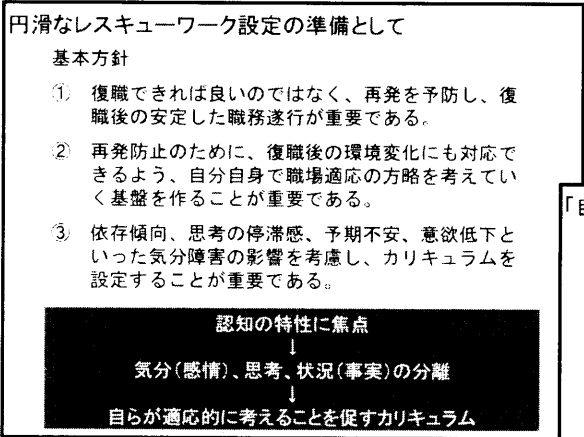 円滑なレスキューワーク設定の準備として
基本方針
① 復職できれば良いのではなく、再発を予防し、復
職後の安定した職務遂行が重要である。
② 再発防止のために、復職後の環境変化にも対応で
きるよう、自分自身で職場適応の方略を考えてい
く基盤を作ることが重要である。
③ 依存傾向、思考の停滞感、予期不安、意欲低下と
いった気分障害の影響を考慮し、カリキュラムを
設定することが重要である。
認知の特性に焦点
↓
気分(感情)、思考、状況(事実)の分離
↓
自らが適応的に考えることを促すカリキュラム